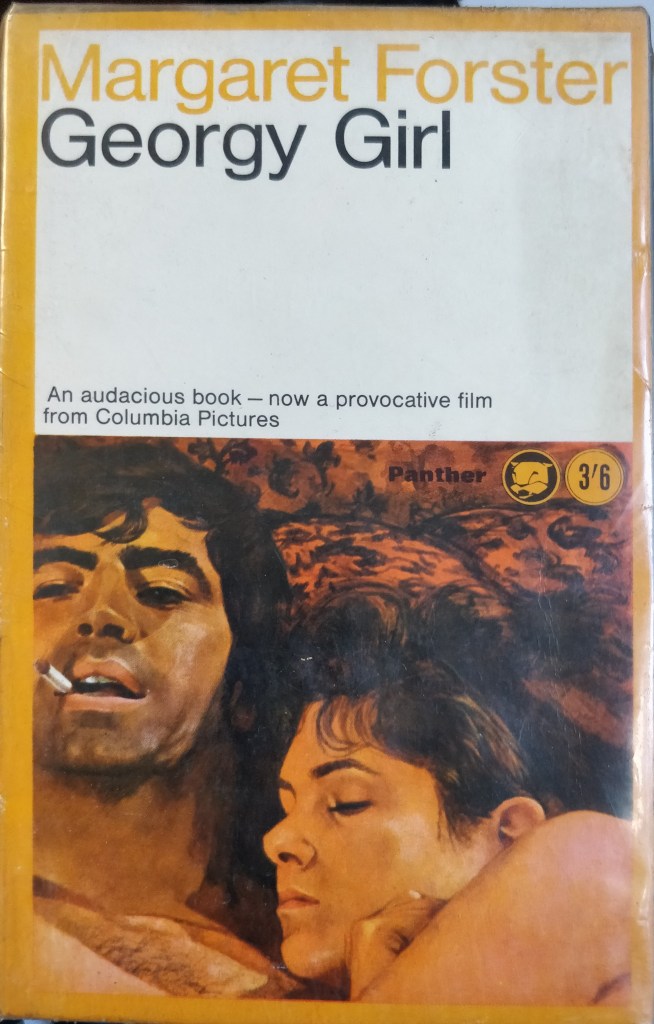 Margaret Forster
Georgy Girl
An audacious book – now a provocative film
from Columbia Pictures
Panther
3'6